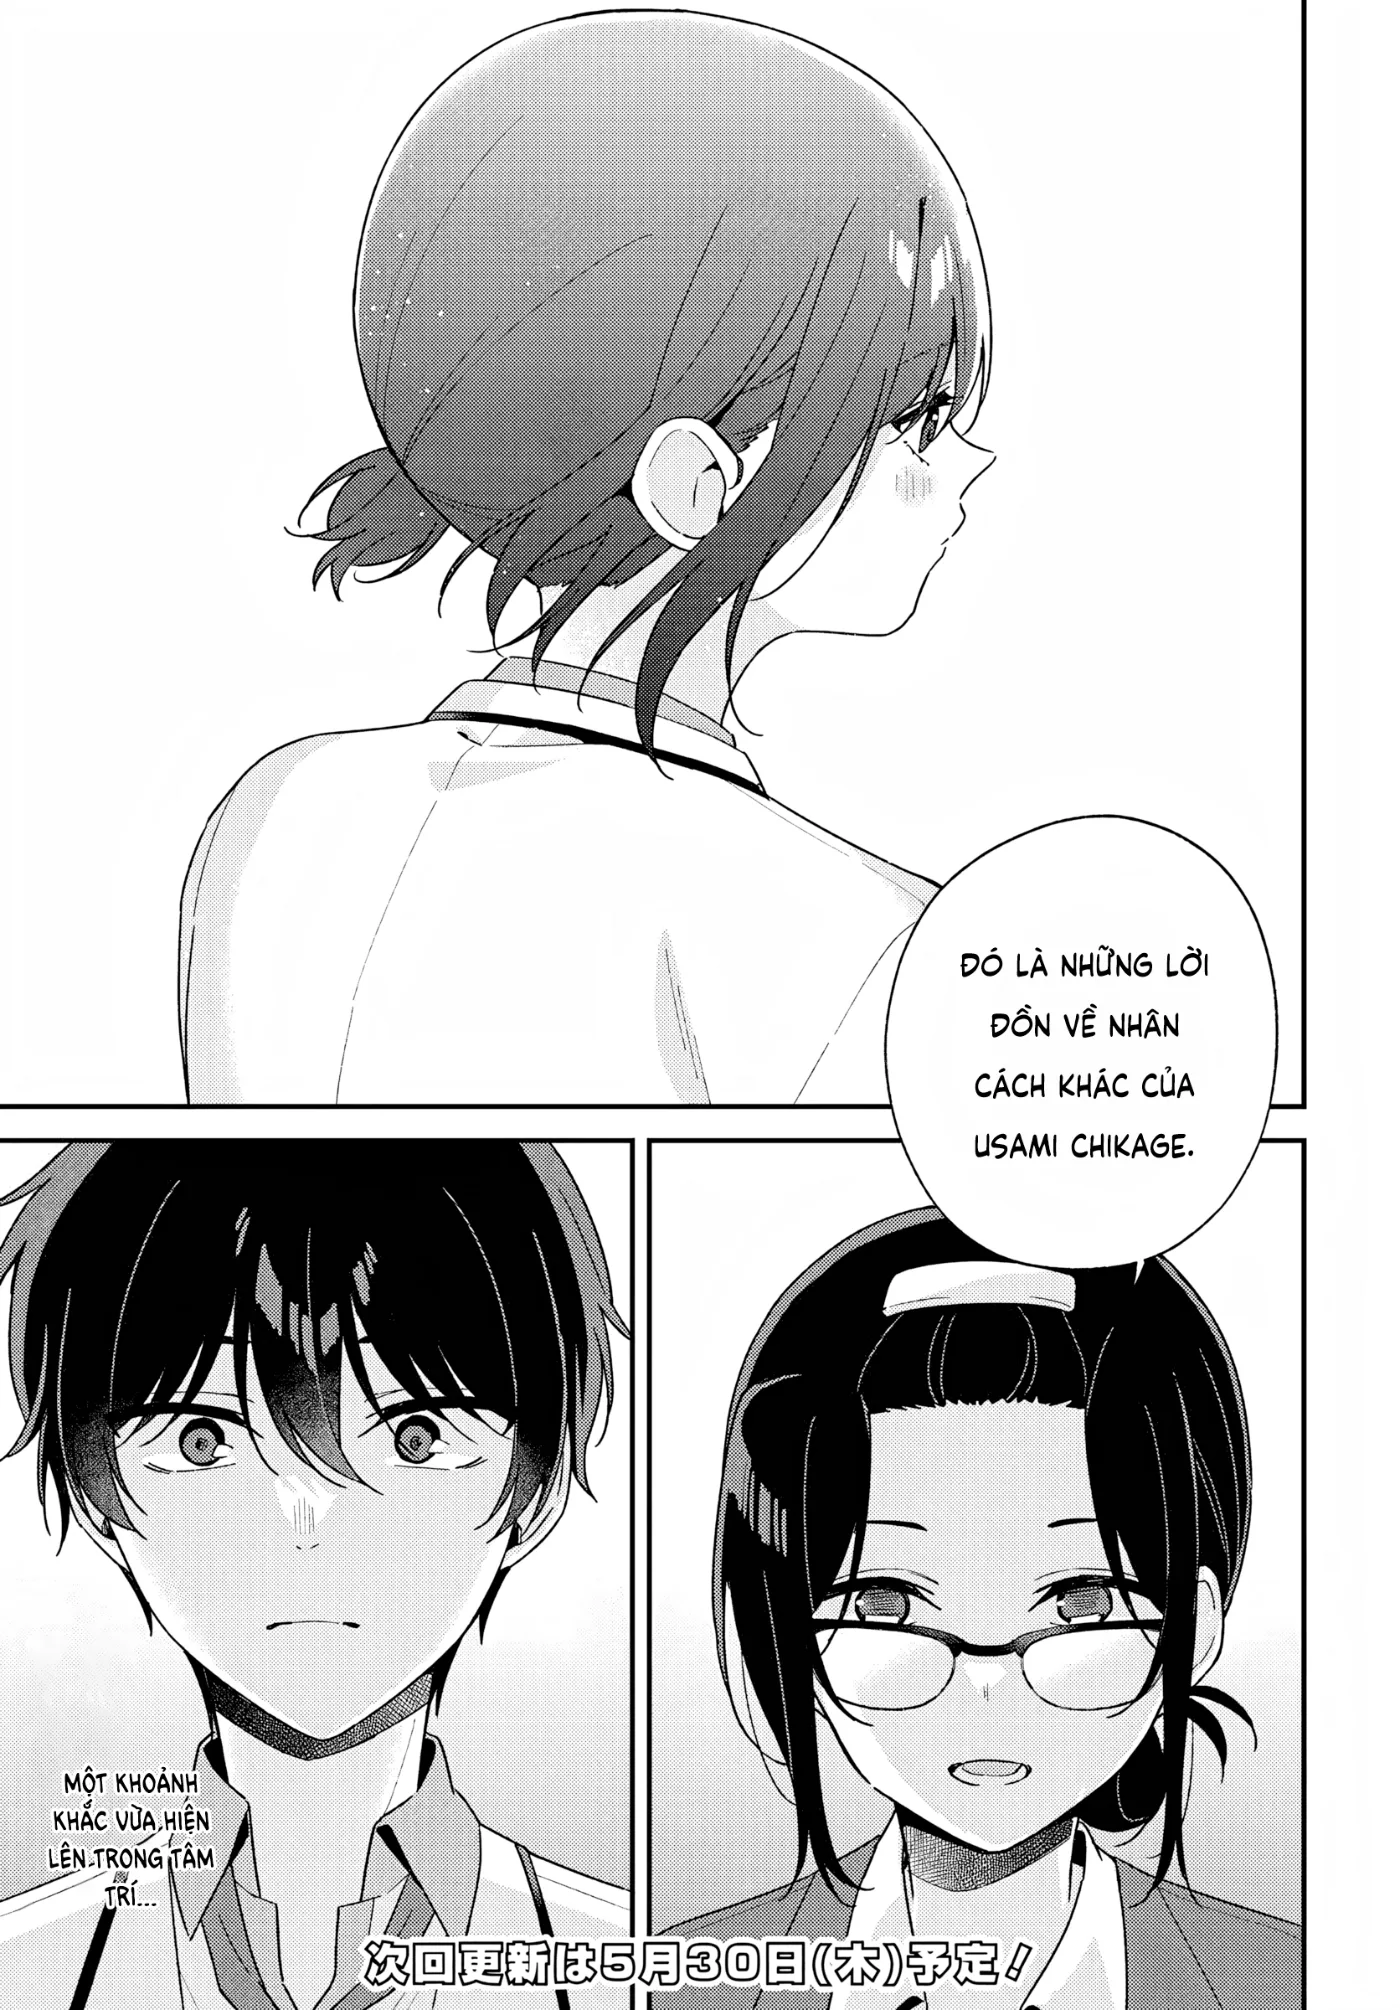 ĐÓ LÀ NHỮNG LỜI
ĐỒN VỀ NHÂN
CÁCH KHÁC CỦA
USAMI CHIKAGE.
MỘT KHOẢNH
KHẮC VỪA HIỆN
LÊN TRONG TÂM
TRÍ...
次回更新は5月30日(木)予定!